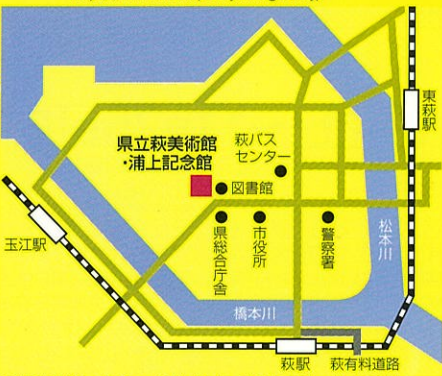 県立萩美術館
・浦上記念館
萩バス
センター
図書館
県総合庁舎
市役所
警察署
東萩駅
松本川
玉江駅
橋本川
萩駅
萩有料道路